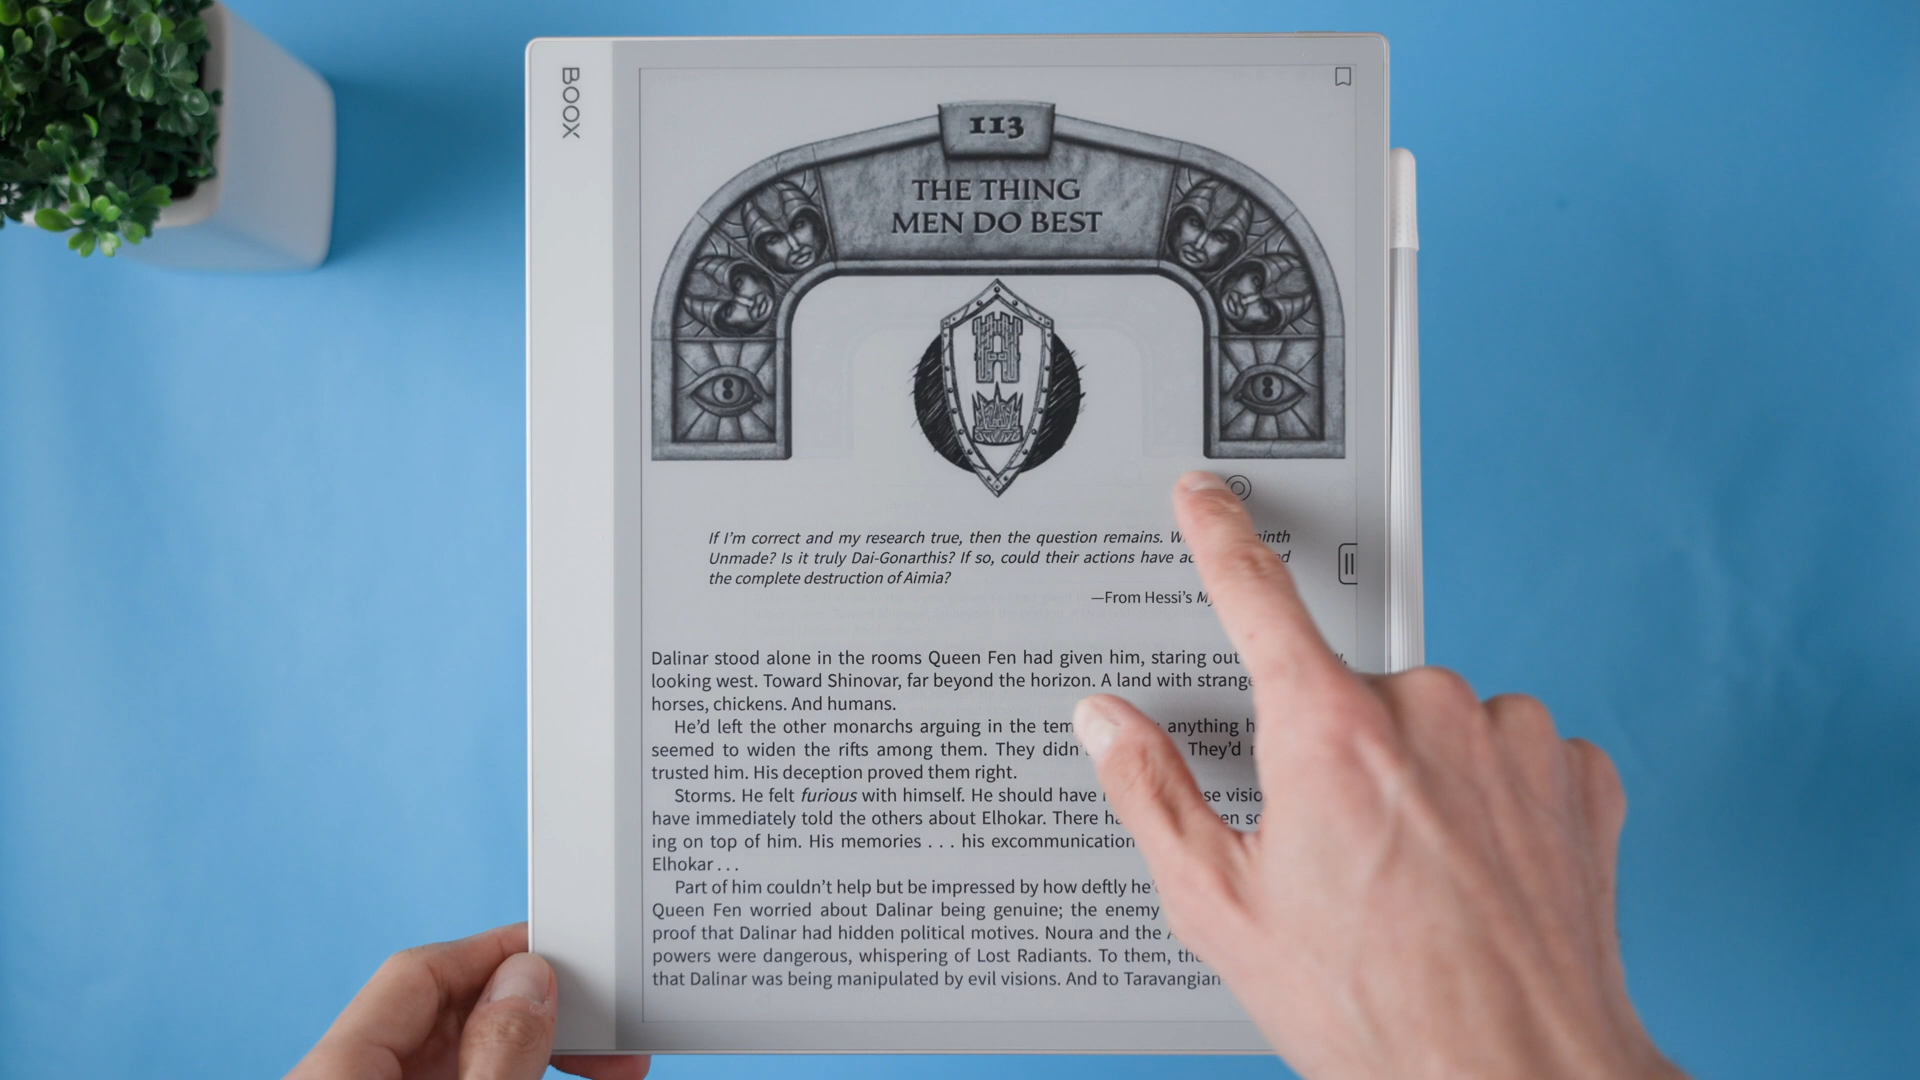 BOOX
113
THE THING
MEN DO BEST
If I’m correct and my research true, then the question remains. ninth
Unmade? Is it truly Dai-Gonarthis? If so, could their actions have
the complete destruction of Aimia?
—From Hessi’s
Dalinar stood alone in the rooms Queen Fen had given him, staring out
looking west. Toward Shinovar, far beyond the horizon. A land with strange
horses, chickens. And humans.
He’d left the other monarchs arguing in the anything
seemed to widen the rifts among them. They They’d
trusted him. His deception proved them right.
Storms. He felt furious with himself. He should have
have immediately told the others about Elhokar. There
ing on top of him. His memories . . . his excommunication
Elhokar . . .
Part of him couldn’t help but be impressed by how deftly
Queen Fen worried about Dalinar being genuine; the enemy
proof that Dalinar had hidden political motives. Noura and the
powers were dangerous, whispering of Lost Radiants. To them,
that Dalinar was being manipulated by evil visions. And to Taravangian